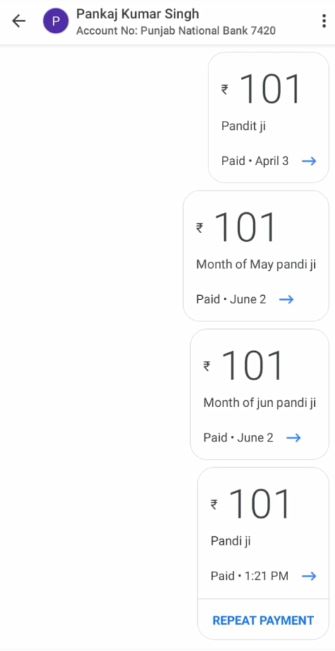 P
Pankaj Kumar Singh
Account No: Punjab National Bank 7420
₹ 101
Pandit ji
Paid • April 3
₹ 101
Month of May pandi ji
Paid • June 2
₹ 101
Month of jun pandi ji
Paid • June 2
₹ 101
Pandi ji
Paid • 1:21 PM
REPEAT PAYMENT